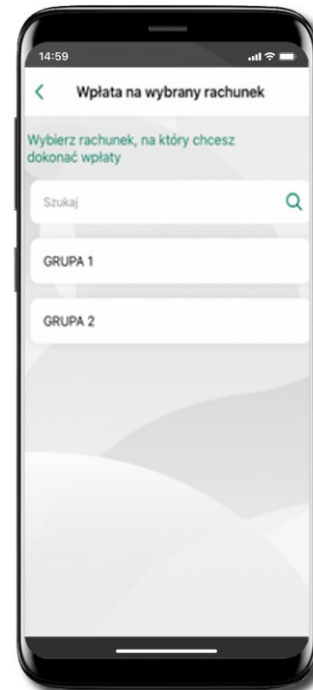 14:59
Wpłata na wybrany rachunek
Wybierz rachunek, na który chcesz
dokonać wpłaty
Szukaj
GRUPA 1
GRUPA 2